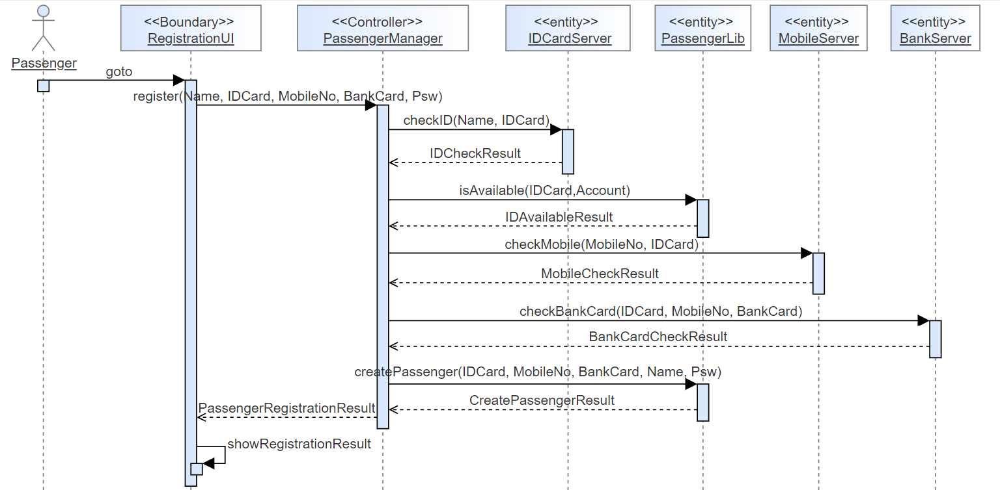 <<Boundary>>
RegistrationUI
<<Controller>>
PassengerManager
<<entity>>
IDCardServer
<<entity>>
PassengerLib
<<entity>>
MobileServer
<<entity>>
BankServer
Passenger
goto
register(Name, IDCard, MobileNo, BankCard, Psw)
checkID(Name, IDCard)
IDCheckResult
isAvailable(IDCard,Account)
IDAvailableResult
checkMobile(MobileNo, IDCard)
MobileCheckResult
checkBankCard(IDCard, MobileNo, BankCard)
BankCardCheckResult
createPassenger(IDCard, MobileNo, BankCard, Name, Psw)
CreatePassengerResult
PassengerRegistrationResult
showRegistrationResult